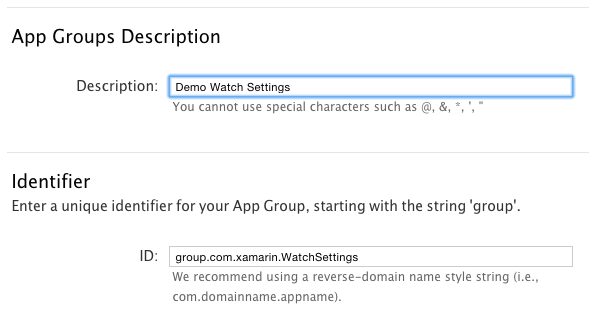 App Groups Description
Description: Demo Watch Settings
You cannot use special characters such as @, &, *, ', "
Identifier
Enter a unique identifier for your App Group, starting with the string 'group'.
ID: group.com.xamarin.WatchSettings
We recommend using a reverse-domain name style string (i.e.,
com.domainname.appname).